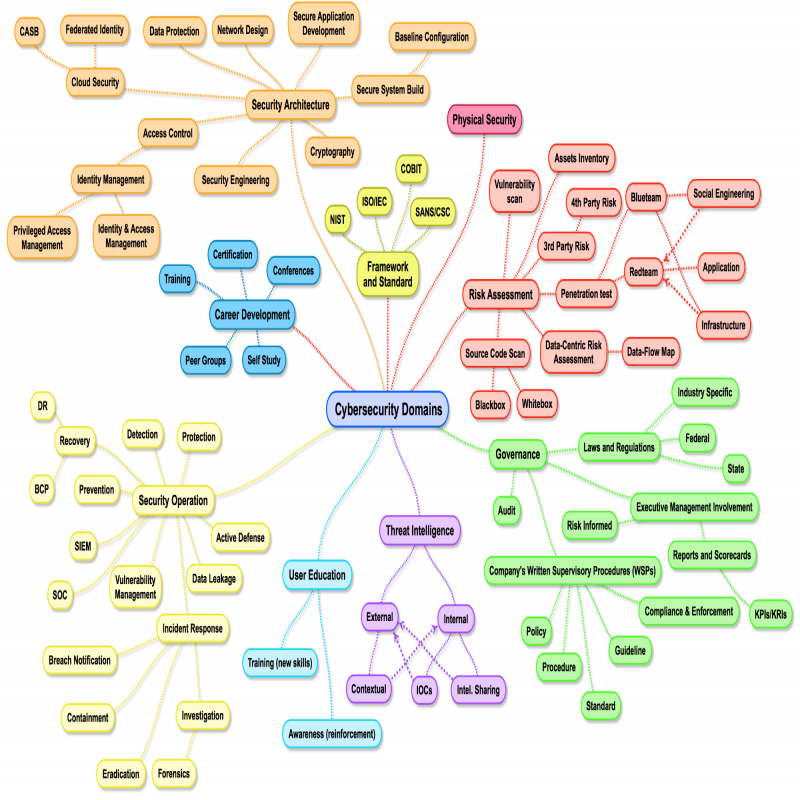 CASB
Federated Identity
Data Protection
Network Design
Secure Application
Development
Baseline Configuration
Cloud Security
Security Architecture
Secure System Build
Access Control
Cryptography
Identity Management
Security Engineering
Privileged Access
Management
Identity & Access
Management
Physical Security
COBIT
ISO/IEC
NIST
SANS/CSC
Framework
and Standard
Certification
Training
Conferences
Career Development
Peer Groups
Self Study
Assets Inventory
Vulnerability
scan
4th Party Risk
Blueteam
Social Engineering
3rd Party Risk
Redteam
Application
Risk Assessment
Penetration test
Infrastructure
Source Code Scan
Data-Centric Risk
Assessment
Data-Flow Map
Blackbox
Whitebox
Cybersecurity Domains
DR
Recovery
Detection
Protection
BCP
Prevention
Security Operation
SIEM
Active Defense
SOC
Vulnerability
Management
Data Leakage
Incident Response
Breach Notification
Containment
Investigation
Eradication
Forensics
User Education
Training (new skills)
Awareness (reinforcement)
Threat Intelligence
External
Internal
Contextual
IOCs
Intel. Sharing
Industry Specific
Governance
Laws and Regulations
Federal
State
Audit
Executive Management Involvement
Risk Informed
Reports and Scorecards
Company's Written Supervisory Procedures (WSPs)
Compliance & Enforcement
KPIs/KRIs
Policy
Procedure
Guideline
Standard